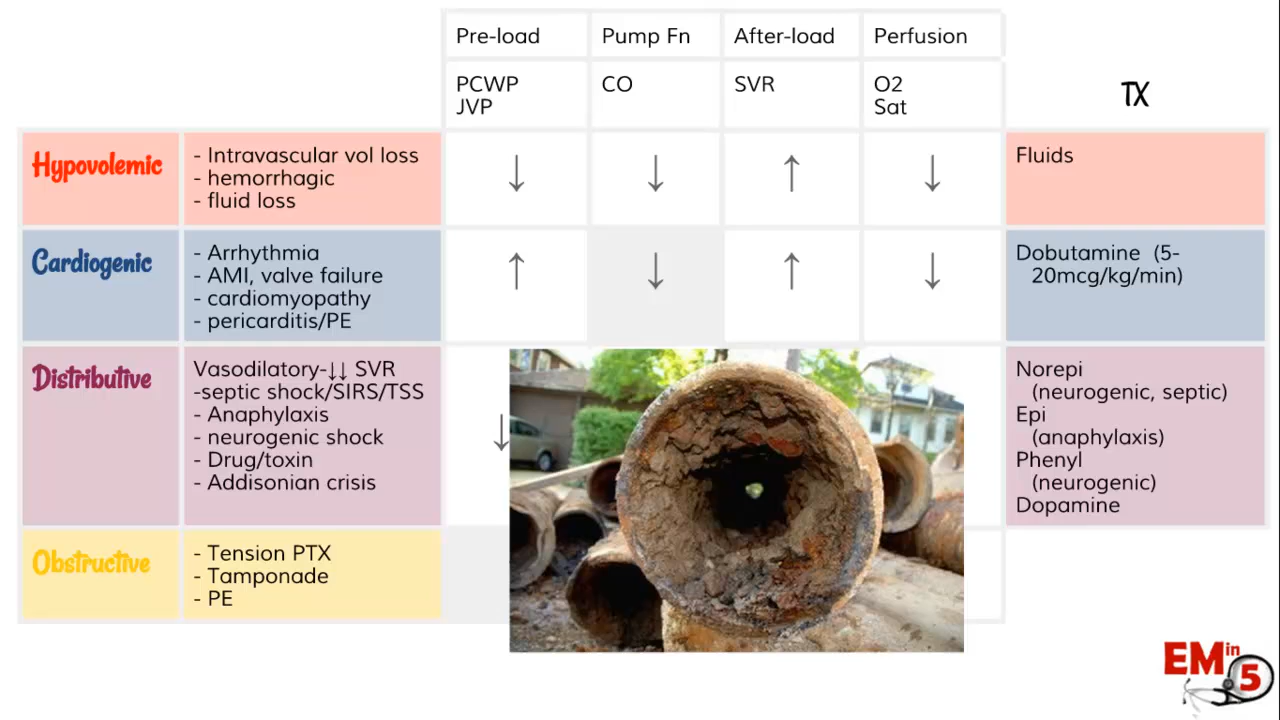 Pre-load
Pump Fn
After-load
Perfusion
PCWP
JVP
CO
SVR
O2
Sat
TX
Hypovolemic
- Intravascular vol loss
- hemorrhagic
- fluid loss
↓
↓
↑
↓
Fluids
Cardiogenic
- Arrhythmia
- AMI, valve failure
- cardiomyopathy
- pericarditis/PE
↑
↓
↑
↓
Dobutamine (5-
20mcg/kg/min)
Distributive
Vasodilatory-↓↓ SVR
-septic shock/SIRS/TSS
- Anaphylaxis
- neurogenic shock
- Drug/toxin
- Addisonian crisis
↓
Norepi
(neurogenic, septic)
Epi
(anaphylaxis)
Phenyl
(neurogenic)
Dopamine
Obstructive
- Tension PTX
- Tamponade
- PE
EM in 5